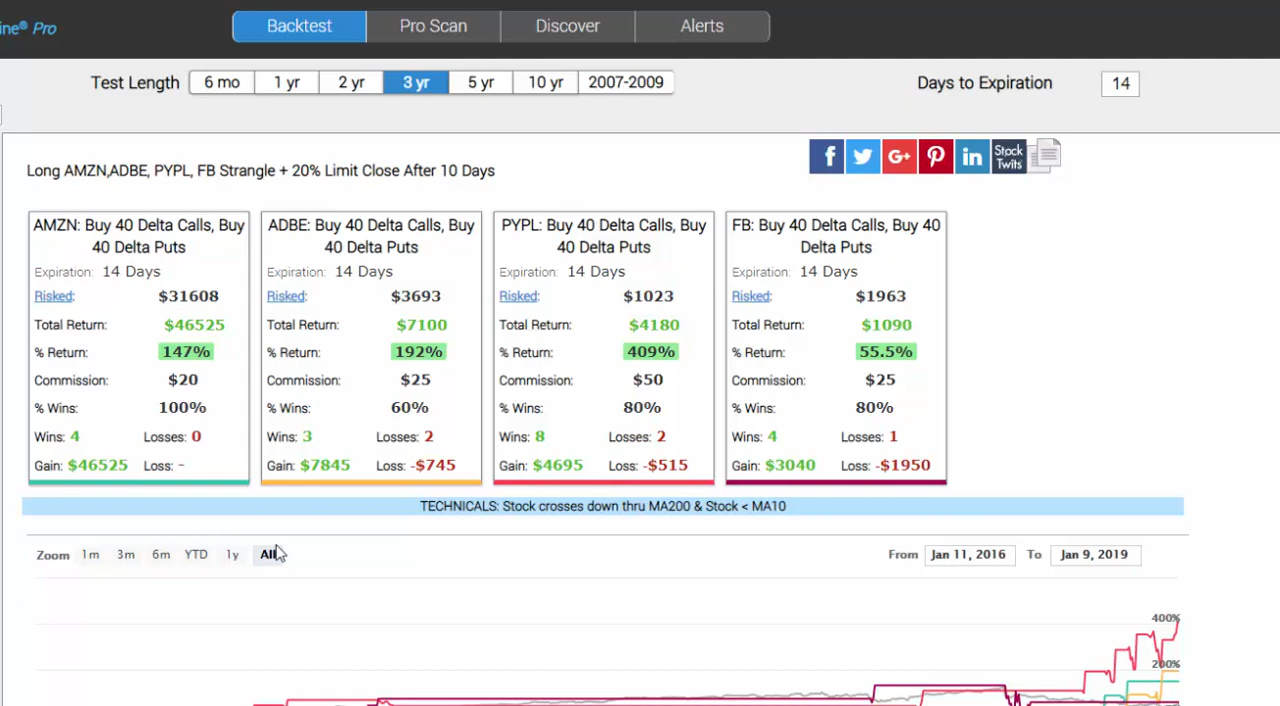 ine® Pro
Backtest Pro Scan Discover Alerts
Test Length 6 mo 1 yr 2 yr 3 yr 5 yr 10 yr 2007-2009 Days to Expiration 14
f G+ in Stock Twits
Long AMZN,ADBE, PYPL, FB Strangle + 20% Limit Close After 10 Days
AMZN: Buy 40 Delta Calls, Buy
40 Delta Puts
Expiration: 14 Days
Risked: $31608
Total Return: $46525
% Return: 147%
Commission: $20
% Wins: 100%
Wins: 4 Losses: 0
Gain: $46525 Loss: -
ADBE: Buy 40 Delta Calls, Buy
40 Delta Puts
Expiration: 14 Days
Risked: $3693
Total Return: $7100
% Return: 192%
Commission: $25
% Wins: 60%
Wins: 3 Losses: 2
Gain: $7845 Loss: -$745
PYPL: Buy 40 Delta Calls, Buy
40 Delta Puts
Expiration: 14 Days
Risked: $1023
Total Return: $4180
% Return: 409%
Commission: $50
% Wins: 80%
Wins: 8 Losses: 2
Gain: $4695 Loss: -$515
FB: Buy 40 Delta Calls, Buy 40
Delta Puts
Expiration: 14 Days
Risked: $1963
Total Return: $1090
% Return: 55.5%
Commission: $25
% Wins: 80%
Wins: 4 Losses: 1
Gain: $3040 Loss: -$1950
TECHNICALS: Stock crosses down thru MA200 & Stock < MA10
Zoom 1m 3m 6m YTD 1y All From Jan 11, 2016 To Jan 9, 2019
400%
200%